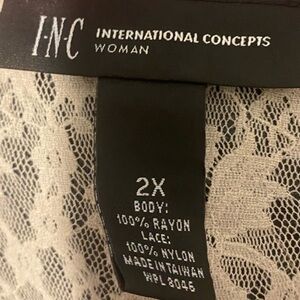 I·N·C INTERNATIONAL CONCEPTS
WOMAN
2X
BODY:
100% RAYON
LACE:
100% NYLON
MADE IN TAIWAN
WPL 8046